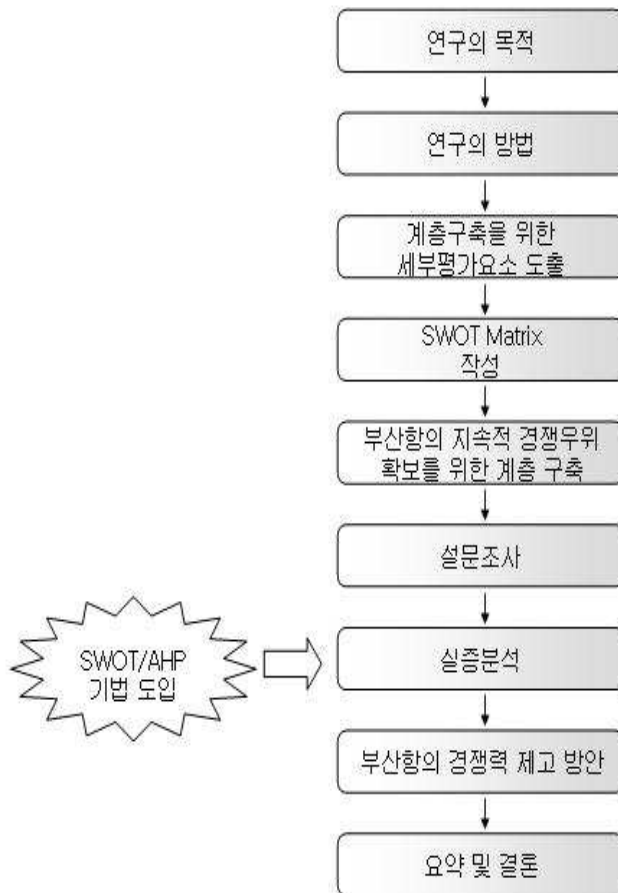 연구의 목적
연구의 방법
계층구축을 위한
세부평가요소 도출
SWOT Matrix
작성
부산항의 지속적 경쟁우위
확보를 위한 계층 구축
설문조사
SWOT/AHP
기법 도입
실증분석
부산항의 경쟁력 제고 방안
요약 및 결론